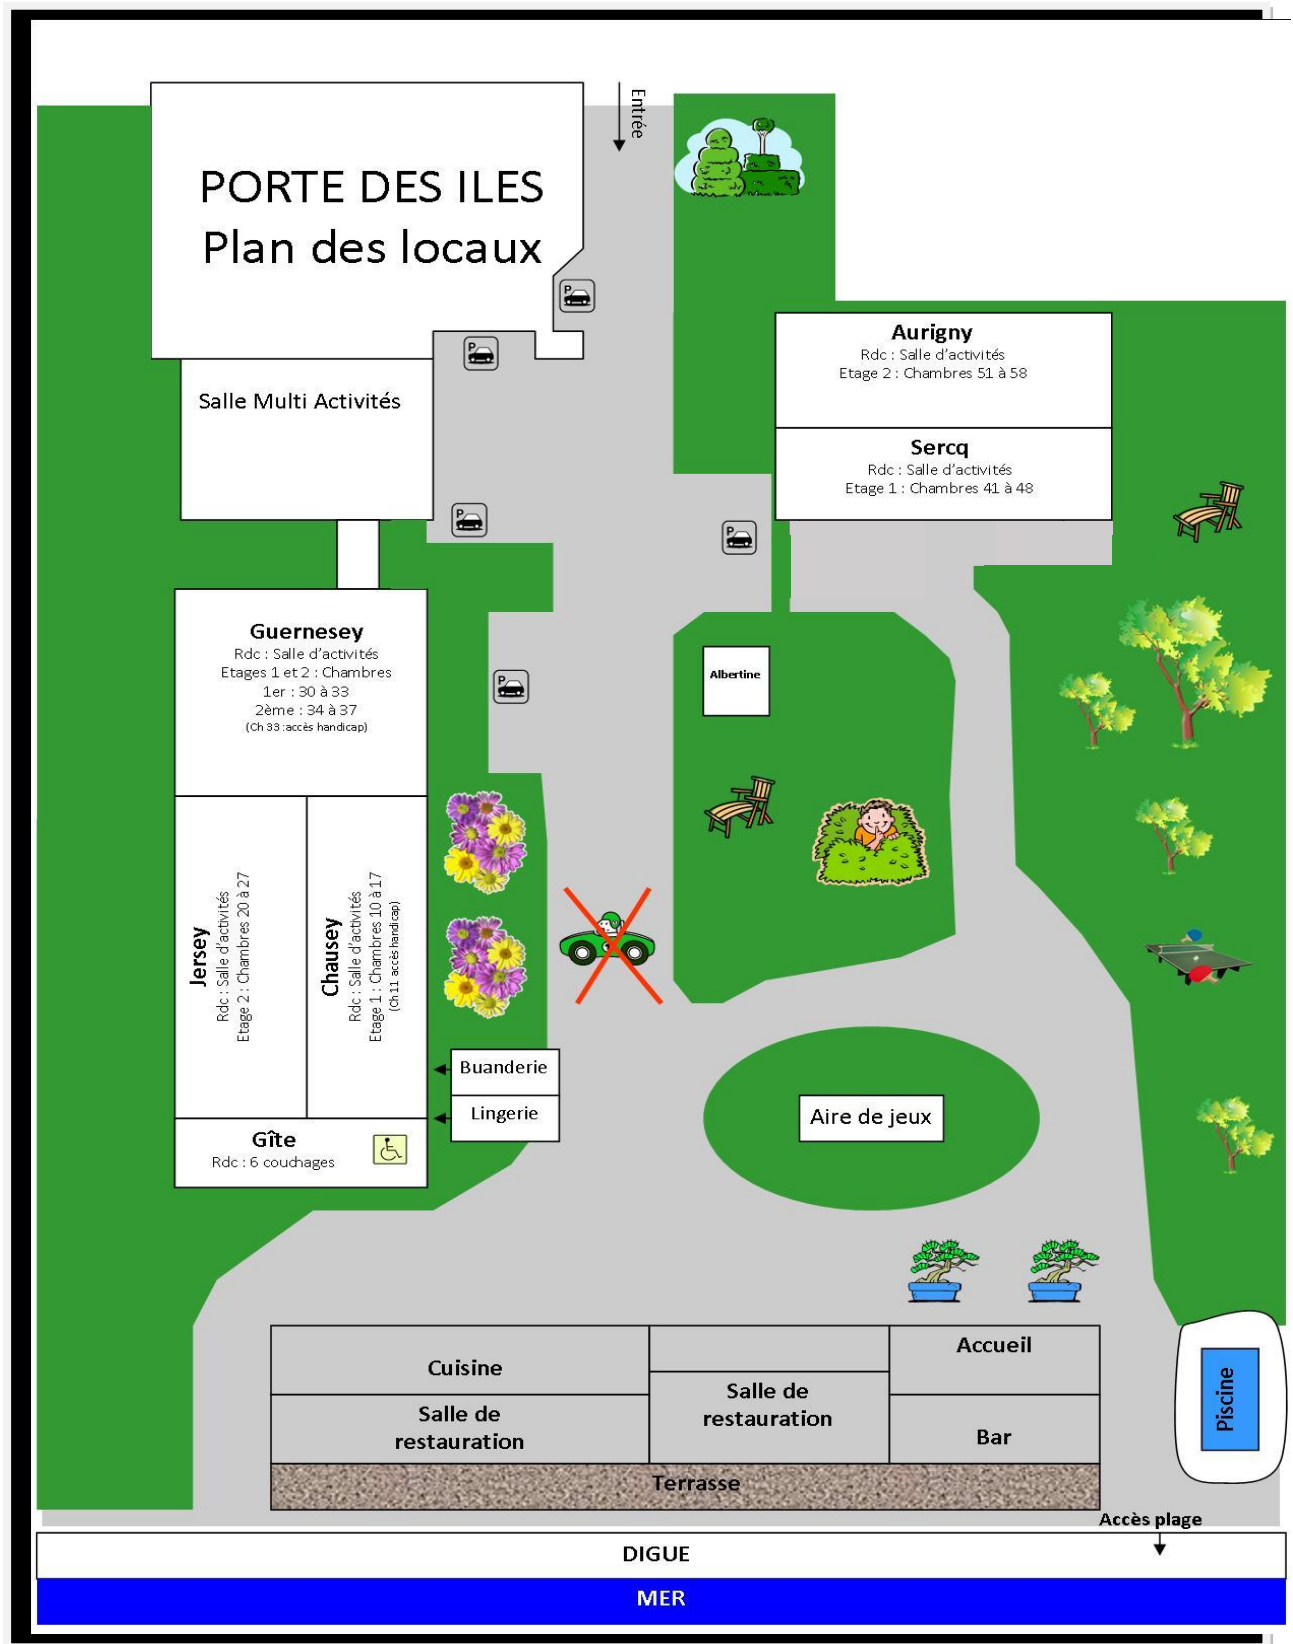 Entrée
PORTE DES ILES
Plan des locaux
P
P
Aurigny
Rdc : Salle d'activités
Etage 2 : Chambres 51 à 58
Salle Multi Activités
Sercq
Rdc : Salle d'activités
Etage 1 : Chambres 41 à 48
P
P
Guernesey
Rdc : Salle d'activités
Etages 1 et 2 : Chambres
1er : 30 à 33
2ème : 34 à 37
(Ch 33 :accès handicap)
Albertine
P
Jersey
Rdc : Salle d'activités
Etage 2 : Chambres 20 à 27
Chausey
Rdc : Salle d'activités
Etage 1 : Chambres 10 à 17
(Ch 11 accès handicap)
Buanderie
Lingerie
Aire de jeux
Gîte
Rdc : 6 couchages
Cuisine
Accueil
Salle de
restauration
Salle de
restauration
Bar
Piscine
Terrasse
Accès plage
DIGUE
MER